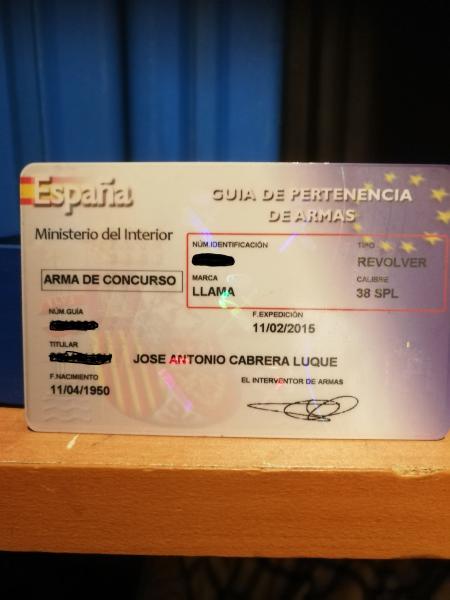 España
GUIA DE PERTENENCIA
DE ARMAS
Ministerio del Interior
NÚM.IDENTIFICACIÓN
TIPO
REVOLVER
ARMA DE CONCURSO
MARCA
LLAMA
CALIBRE
38 SPL
NÚM.GUÍA
F.EXPEDICIÓN
11/02/2015
TITULAR
JOSE ANTONIO CABRERA LUQUE
F.NACIMIENTO
11/04/1950
EL INTERVENTOR DE ARMAS